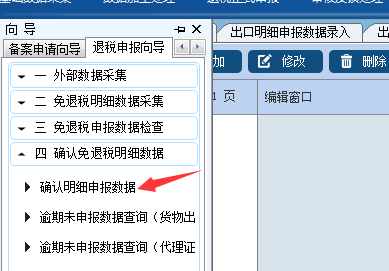 向 导
备案申请向导 退税申报向导
一 外部数据采集
二 免退税明细数据采集
三 免退税申报数据检查
四 确认免退税明细数据
确认明细申报数据
逾期未申报数据查询（货物出
逾期未申报数据查询（代理证
出口明细申报数据录入
加 修改 删除
1 页 编辑窗口